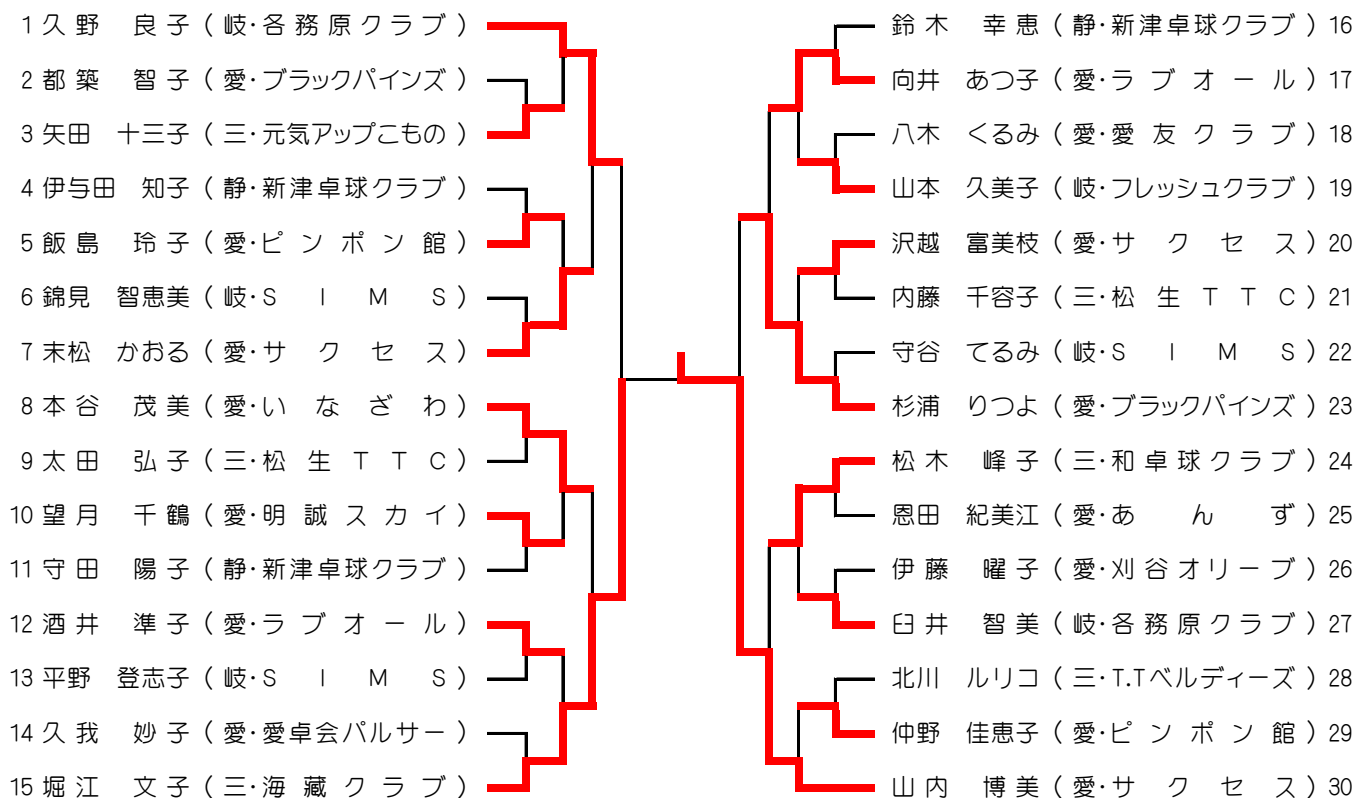 1 久野 良子 (岐・各務原クラブ)
2 都築 智子 (愛・ブラックパインズ)
3 矢田 十三子 (三・元気アップこもの)
4 伊与田 知子 (静・新津卓球クラブ)
5 飯島 玲子 (愛・ピンポン館)
6 錦見 智恵美 (岐・SIMS)
7 末松 かおる (愛・サクセス)
8 本谷 茂美 (愛・いなざわ)
9 太田 弘子 (三・松生TTC)
10 望月 千鶴 (愛・明誠スカイ)
11 守田 陽子 (静・新津卓球クラブ)
12 酒井 準子 (愛・ラブオール)
13 平野 登志子 (岐・SIMS)
14 久我 妙子 (愛・愛卓会パルサー)
15 堀江 文子 (三・海蔵クラブ)
鈴木 幸恵 (静・新津卓球クラブ) 16
向井 あつ子 (愛・ラブオール) 17
八木 くるみ (愛・愛友クラブ) 18
山本 久美子 (岐・フレッシュクラブ) 19
沢越 富美枝 (愛・サクセス) 20
内藤 千容子 (三・松生TTC) 21
守谷 てるみ (岐・SIMS) 22
杉浦 りつよ (愛・ブラックパインズ) 23
松木 峰子 (三・和卓球クラブ) 24
恩田 紀美江 (愛・あんず) 25
伊藤 曜子 (愛・刈谷オリーブ) 26
臼井 智美 (岐・各務原クラブ) 27
北川 ルリコ (三・T.Tベルディーズ) 28
仲野 佳恵子 (愛・ピンポン館) 29
山内 博美 (愛・サクセス) 30